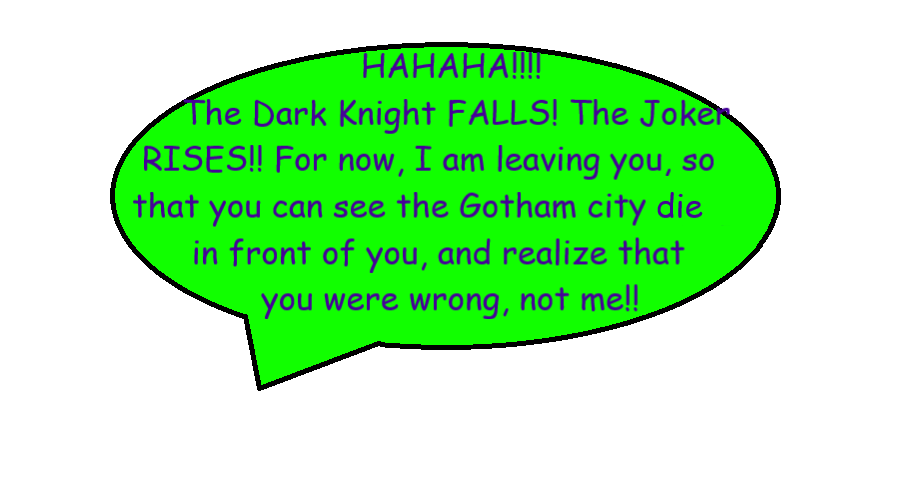 HAHAHA!!!!
The Dark Knight FALLS! The Joker
RISES!! For now, I am leaving you, so
that you can see the Gotham city die
in front of you, and realize that
you were wrong, not me!!